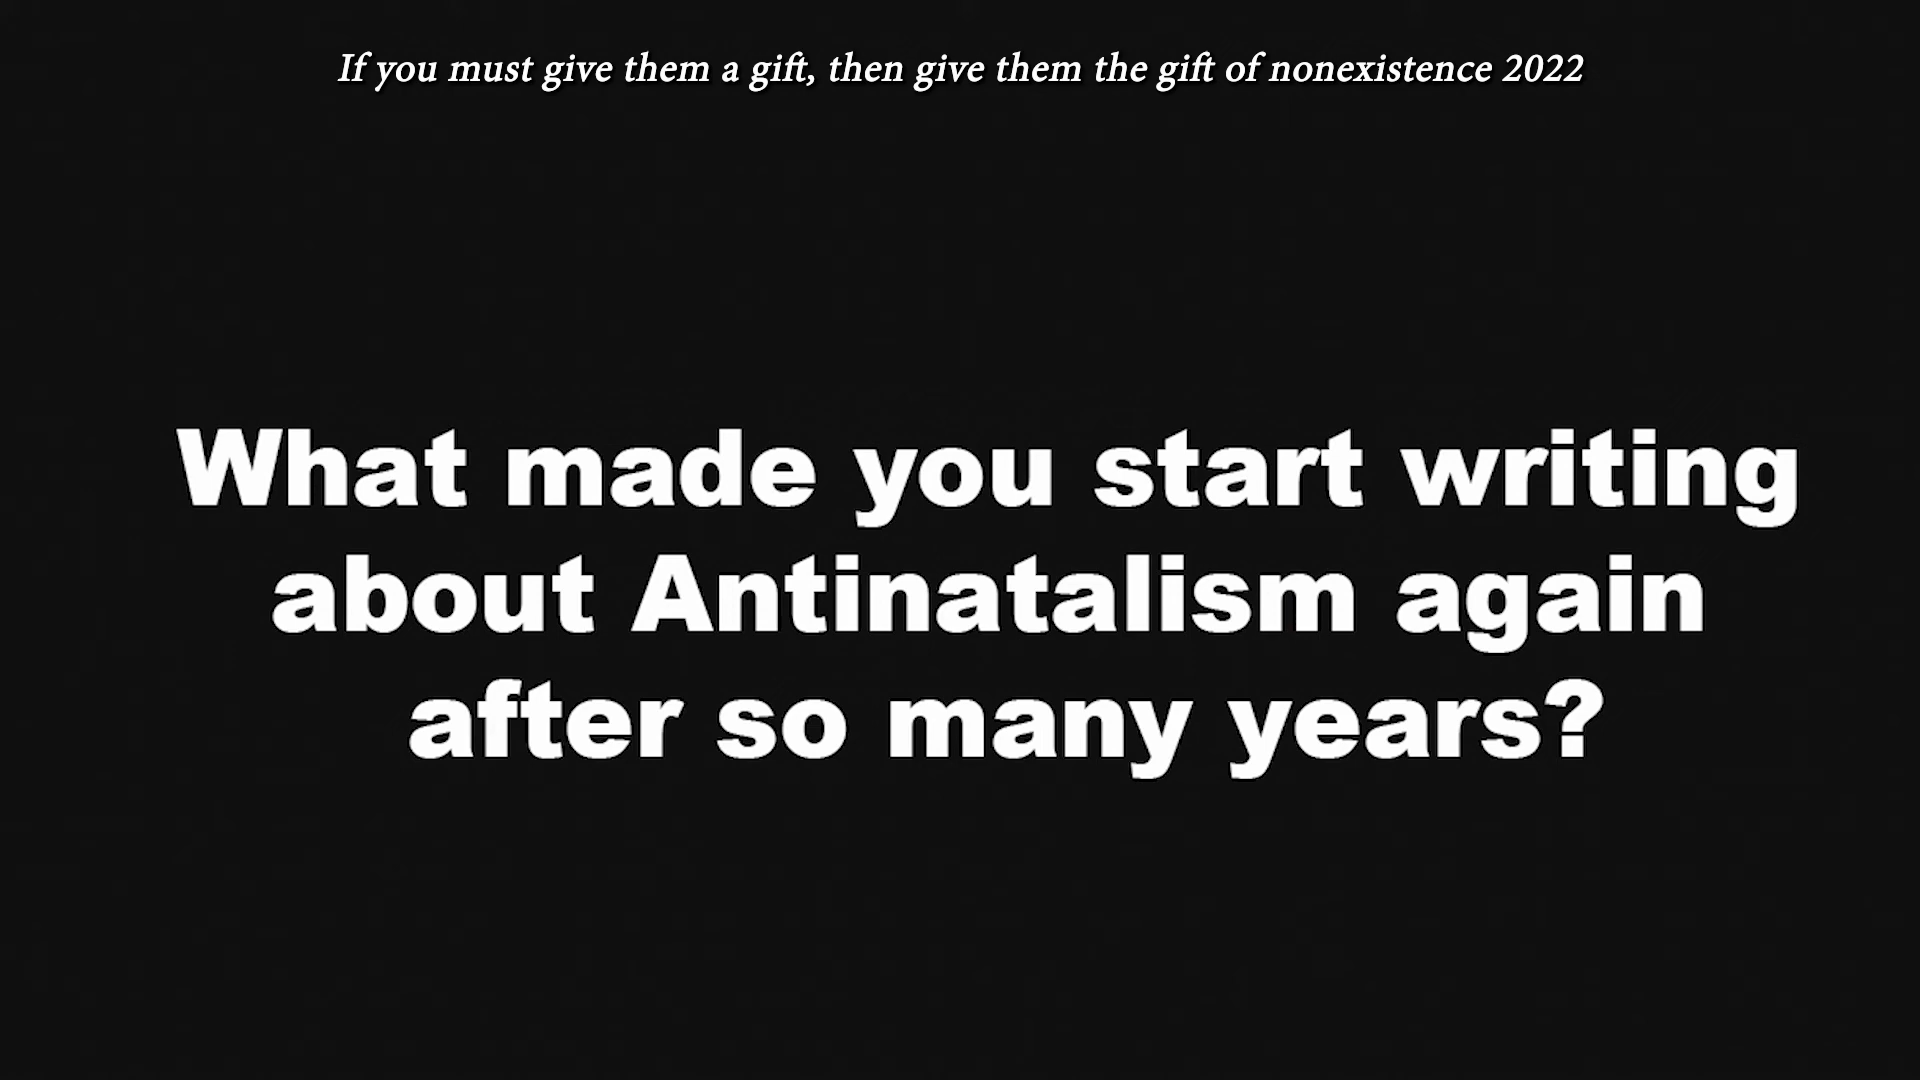 If you must give them a gift, then give them the gift of nonexistence 2022
What made you start writing
about Antinatalism again
after so many years?